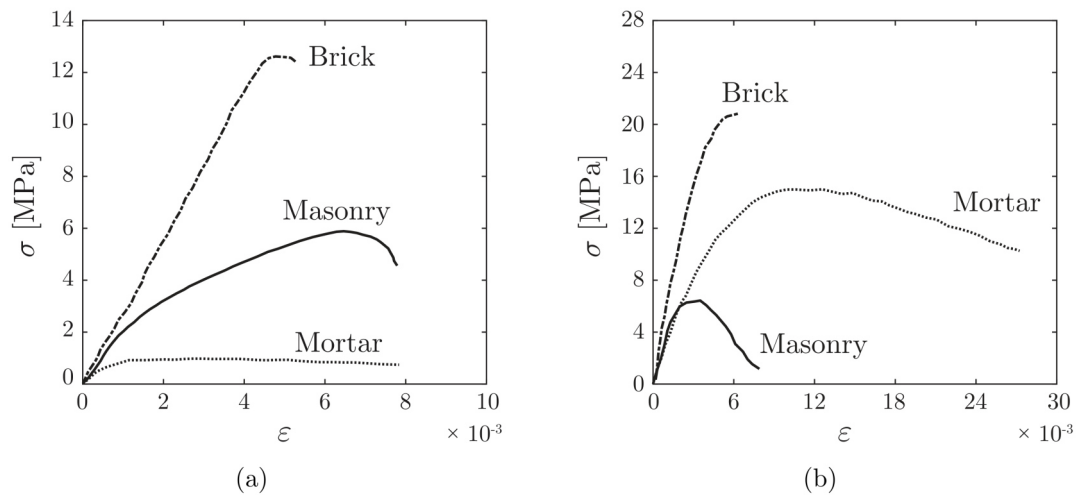 14
12
10
8
6
4
2
0
0 2 4 6 8 10
σ [MPa]
ε
× 10-3
Brick
Masonry
Mortar
(a)
28
24
20
16
12
8
4
0
0 6 12 18 24 30
σ [MPa]
ε
× 10-3
Brick
Mortar
Masonry
(b)